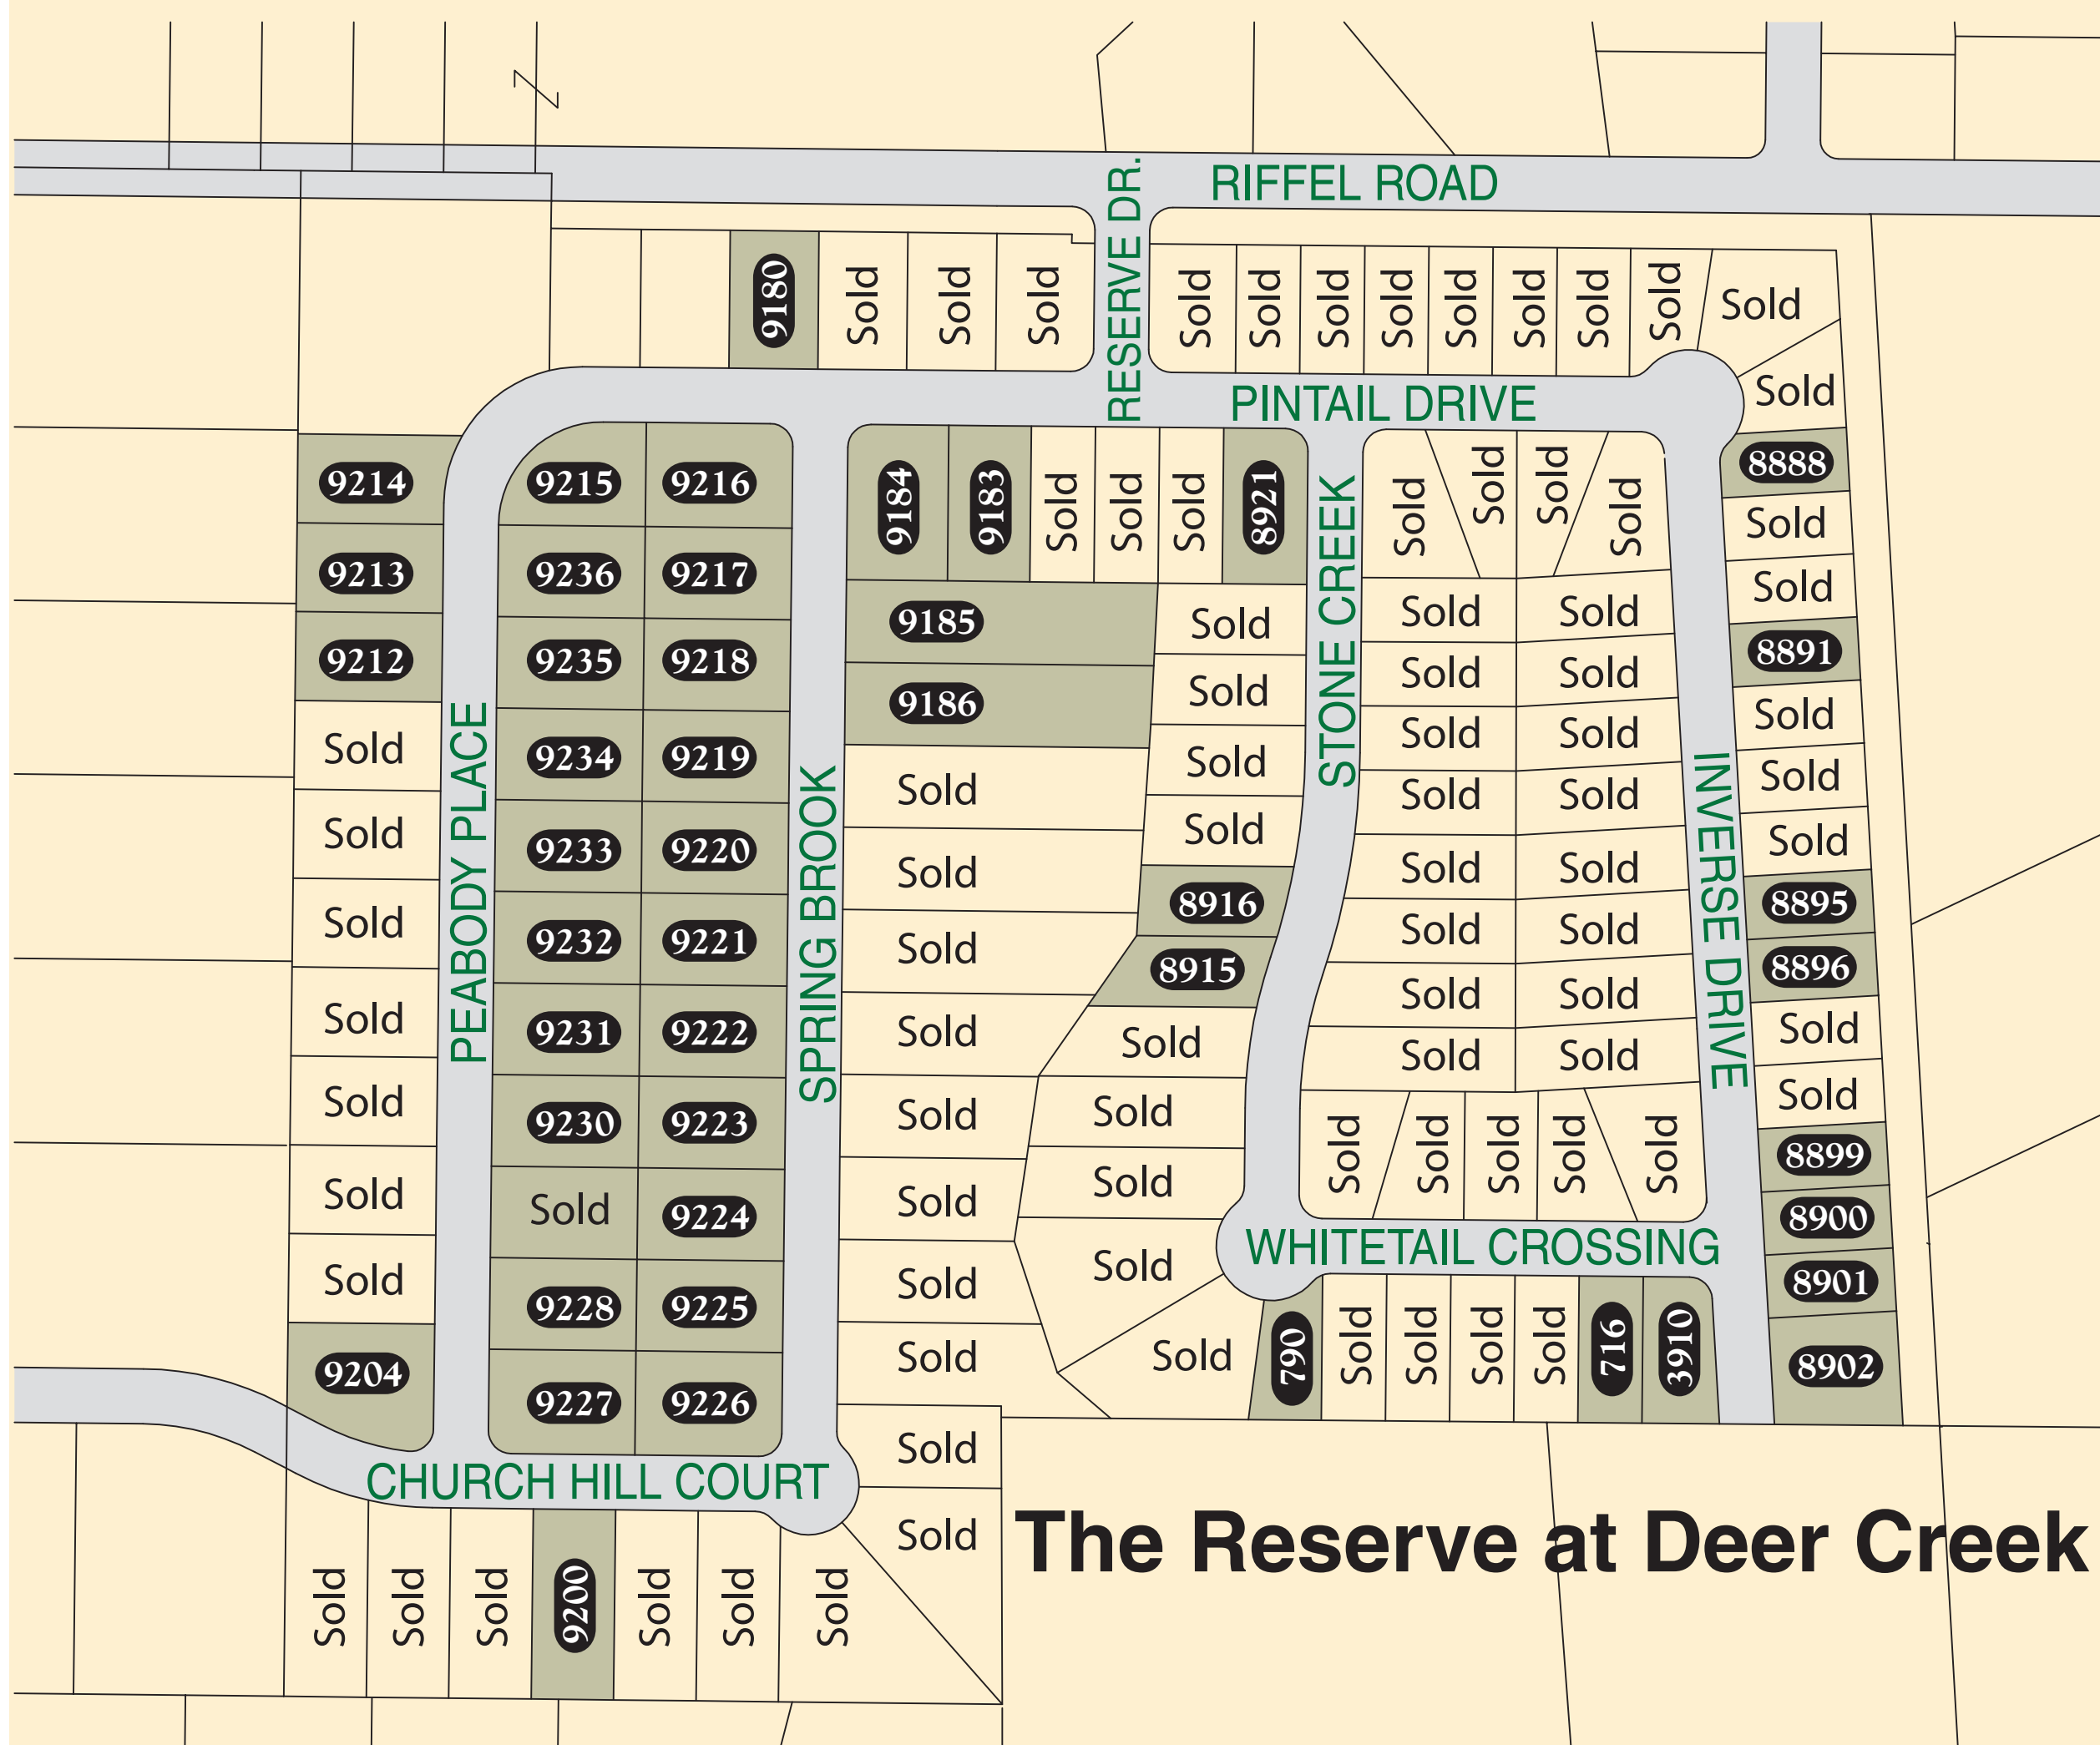 RIFFEL ROAD
RESERVE DR.
9180
Sold
Sold
Sold
Sold
Sold
Sold
Sold
Sold
Sold
Sold
Sold
Sold
PINTAIL DRIVE
Sold
9214
9215
9216
9184
9183
Sold
Sold
Sold
8921
STONE CREEK
Sold
Sold
Sold
Sold
8888
Sold
9213
9236
9217
9185
Sold
Sold
Sold
Sold
9212
9235
9218
9186
Sold
Sold
Sold
8891
PEABODY PLACE
SPRING BROOK
INVERSE DRIVE
Sold
9234
9219
Sold
Sold
Sold
Sold
Sold
Sold
9233
9220
Sold
Sold
Sold
Sold
Sold
Sold
Sold
9232
9221
Sold
8916
Sold
Sold
8895
Sold
9231
9222
Sold
8915
Sold
Sold
8896
Sold
9230
9223
Sold
Sold
Sold
Sold
Sold
Sold
Sold
9224
Sold
Sold
Sold
Sold
Sold
Sold
Sold
Sold
Sold
8899
8900
WHITETAIL CROSSING
Sold
9228
9225
Sold
Sold
8901
9204
9227
9226
Sold
Sold
790
Sold
Sold
Sold
Sold
716
3910
8902
CHURCH HILL COURT
Sold
Sold
Sold
Sold
Sold
9200
Sold
Sold
Sold
The Reserve at Deer Creek